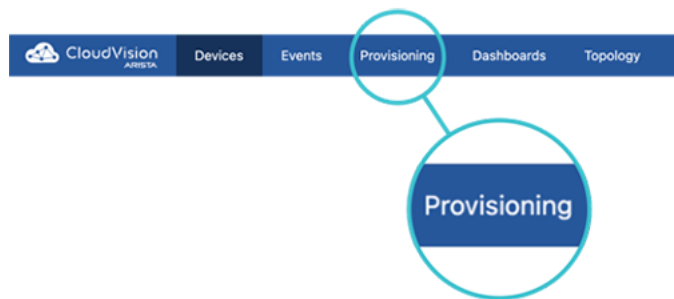 CloudVision Devices Events Provisioning Dashboards Topology
ARISTA
Provisioning